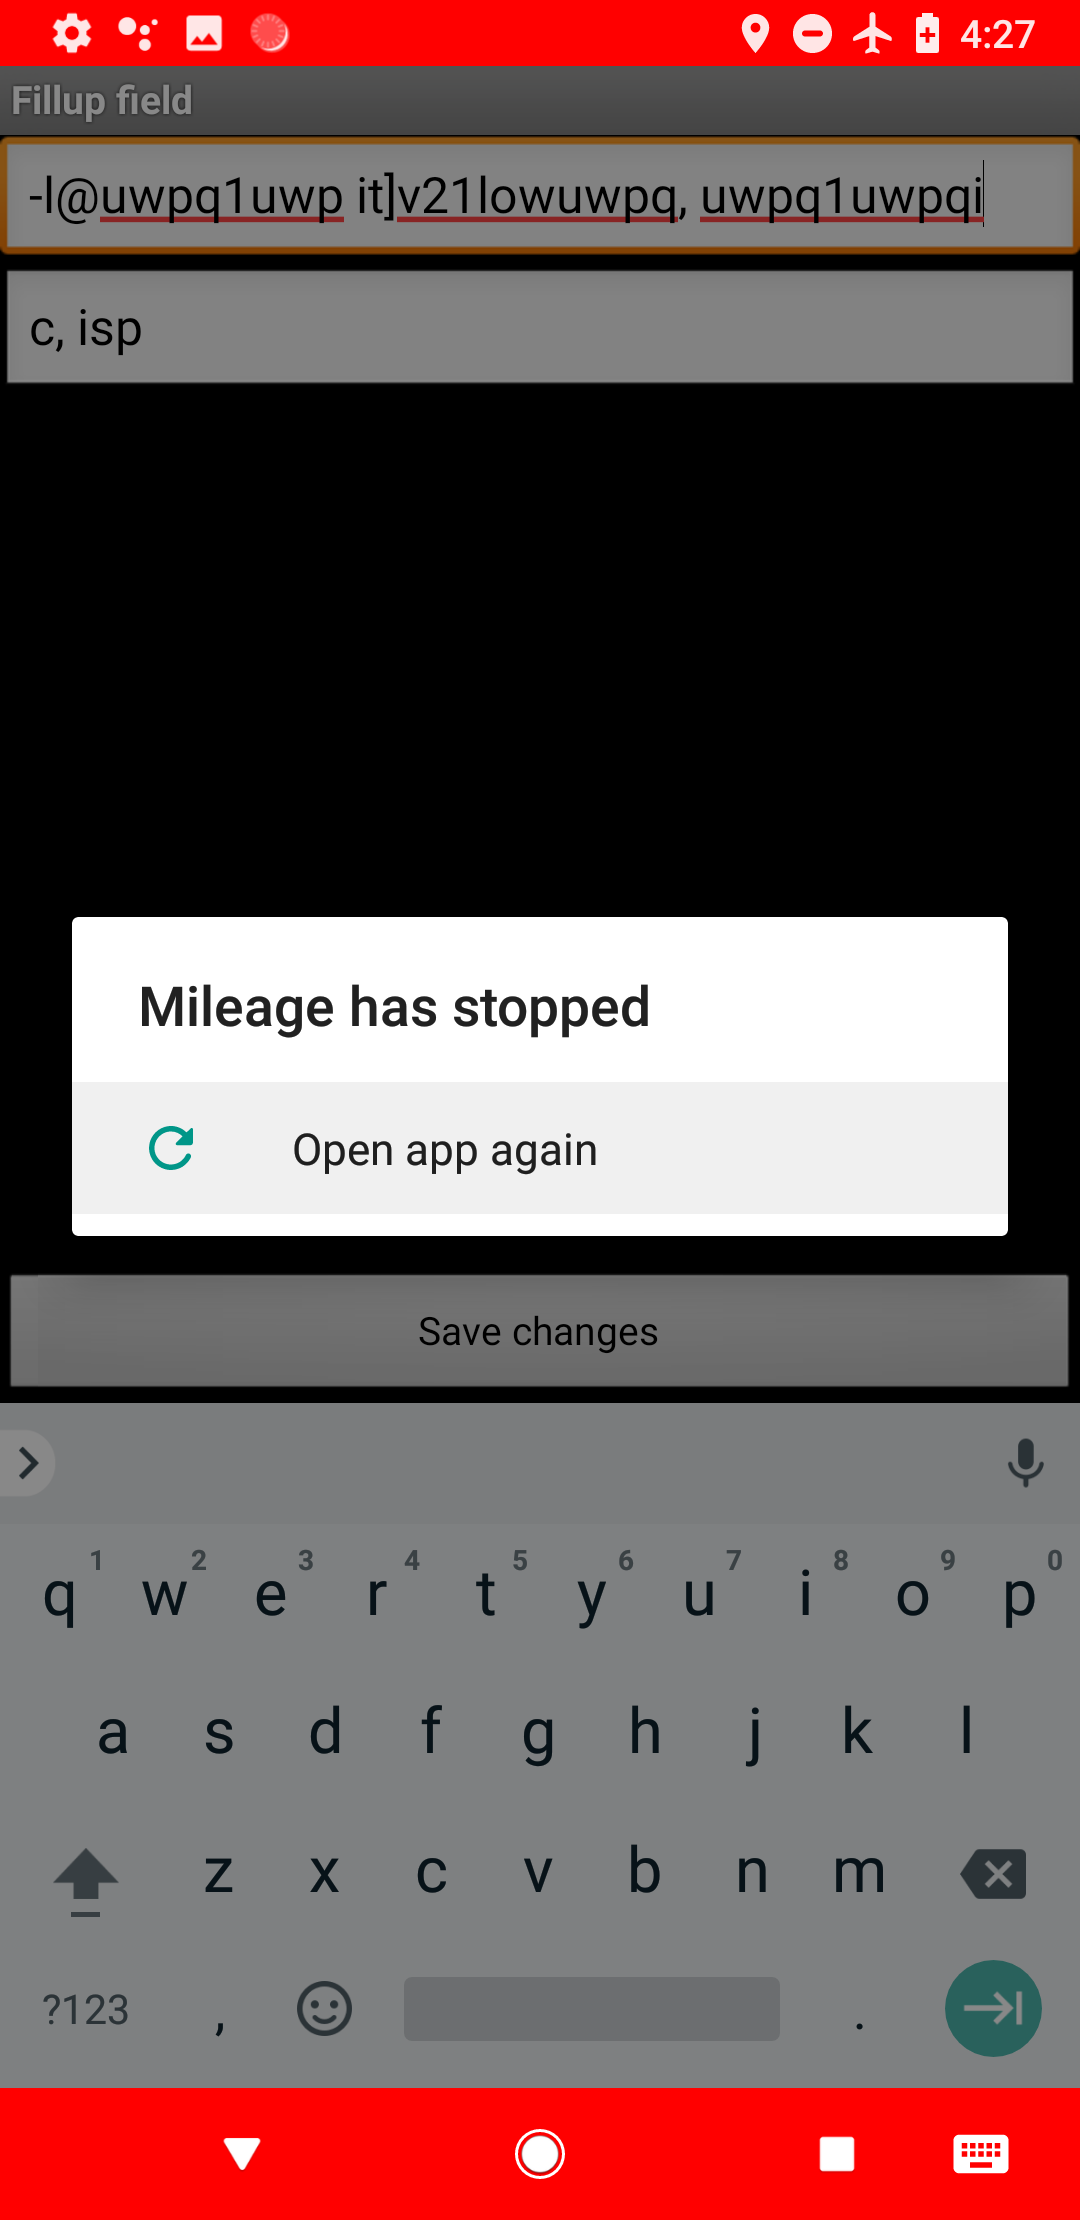 4:27
Fillup field
-l@uwpq1uwp it]v21lowuwpq, uwpq1uwpqi
c, isp
Mileage has stopped
Open app again
Save changes
q 1 w 2 e 3 r 4 t 5 y 6 u 7 i 8 o 9 p 0
a s d f g h j k l
z x c v b n m
?123 , .